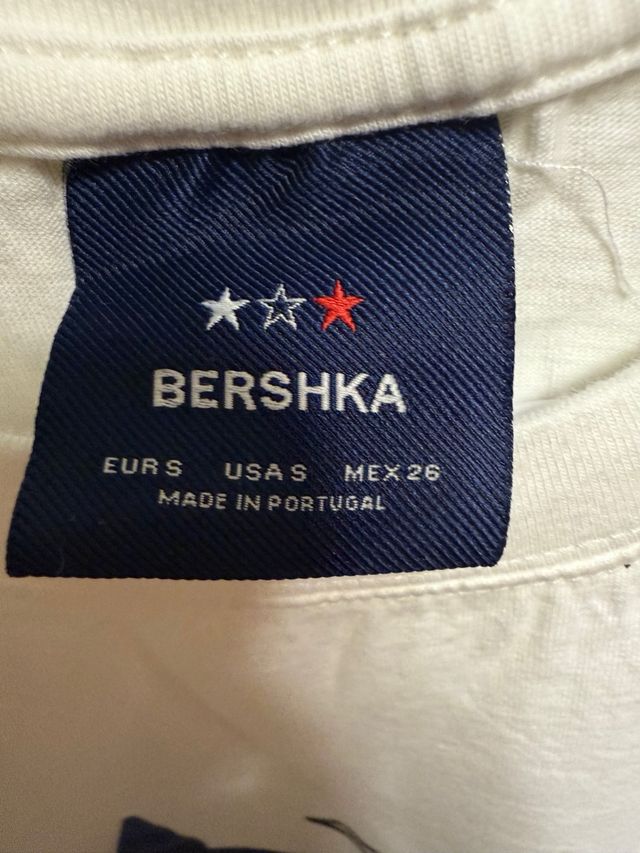 BERSHKA
EUR S USA S MEX 26
MADE IN PORTUGAL